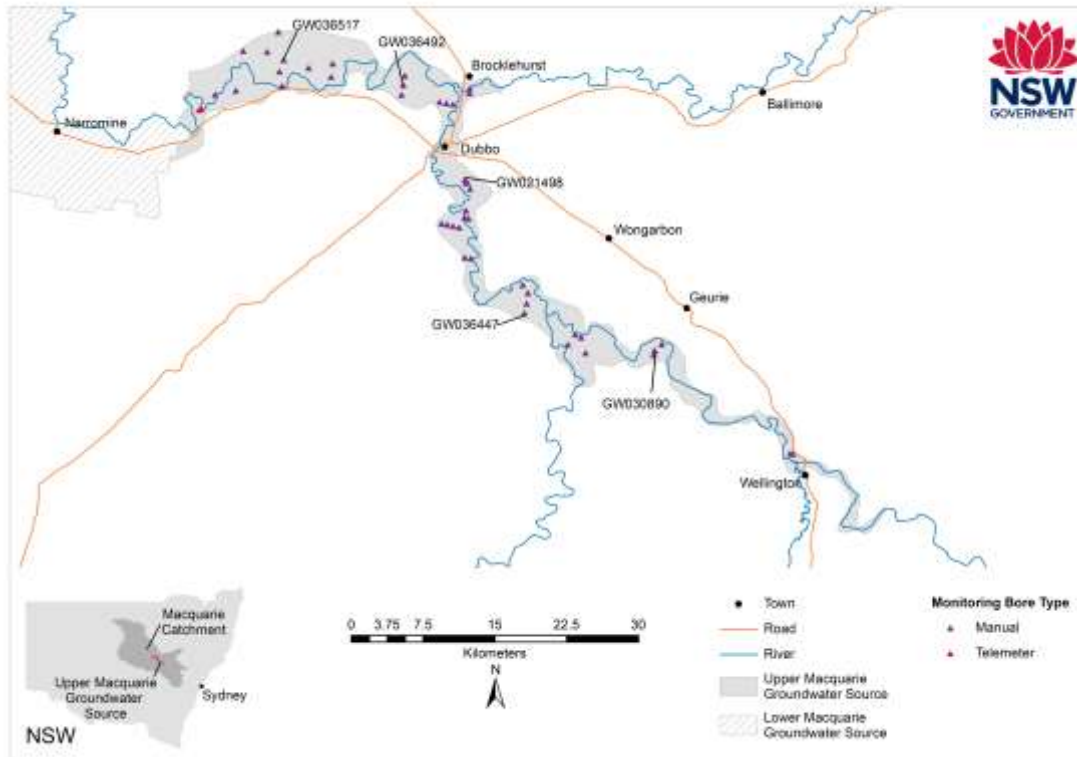 GW036517
GW036492
Brocklehurst
NSW
GOVERNMENT
Ballimore
Narromine
Dubbo
GW021498
Wongarbon
Geurie
GW036447
GW030890
Wellington
Macquarie
Catchment
Upper Macquarie
Groundwater
Source
Sydney
NSW
0 3.75 7.5 15 22.5 30
Kilometers
N
Town
Road
River
Upper Macquarie
Groundwater Source
Lower Macquarie
Groundwater Source
Monitoring Bore Type
Manual
Telemeter